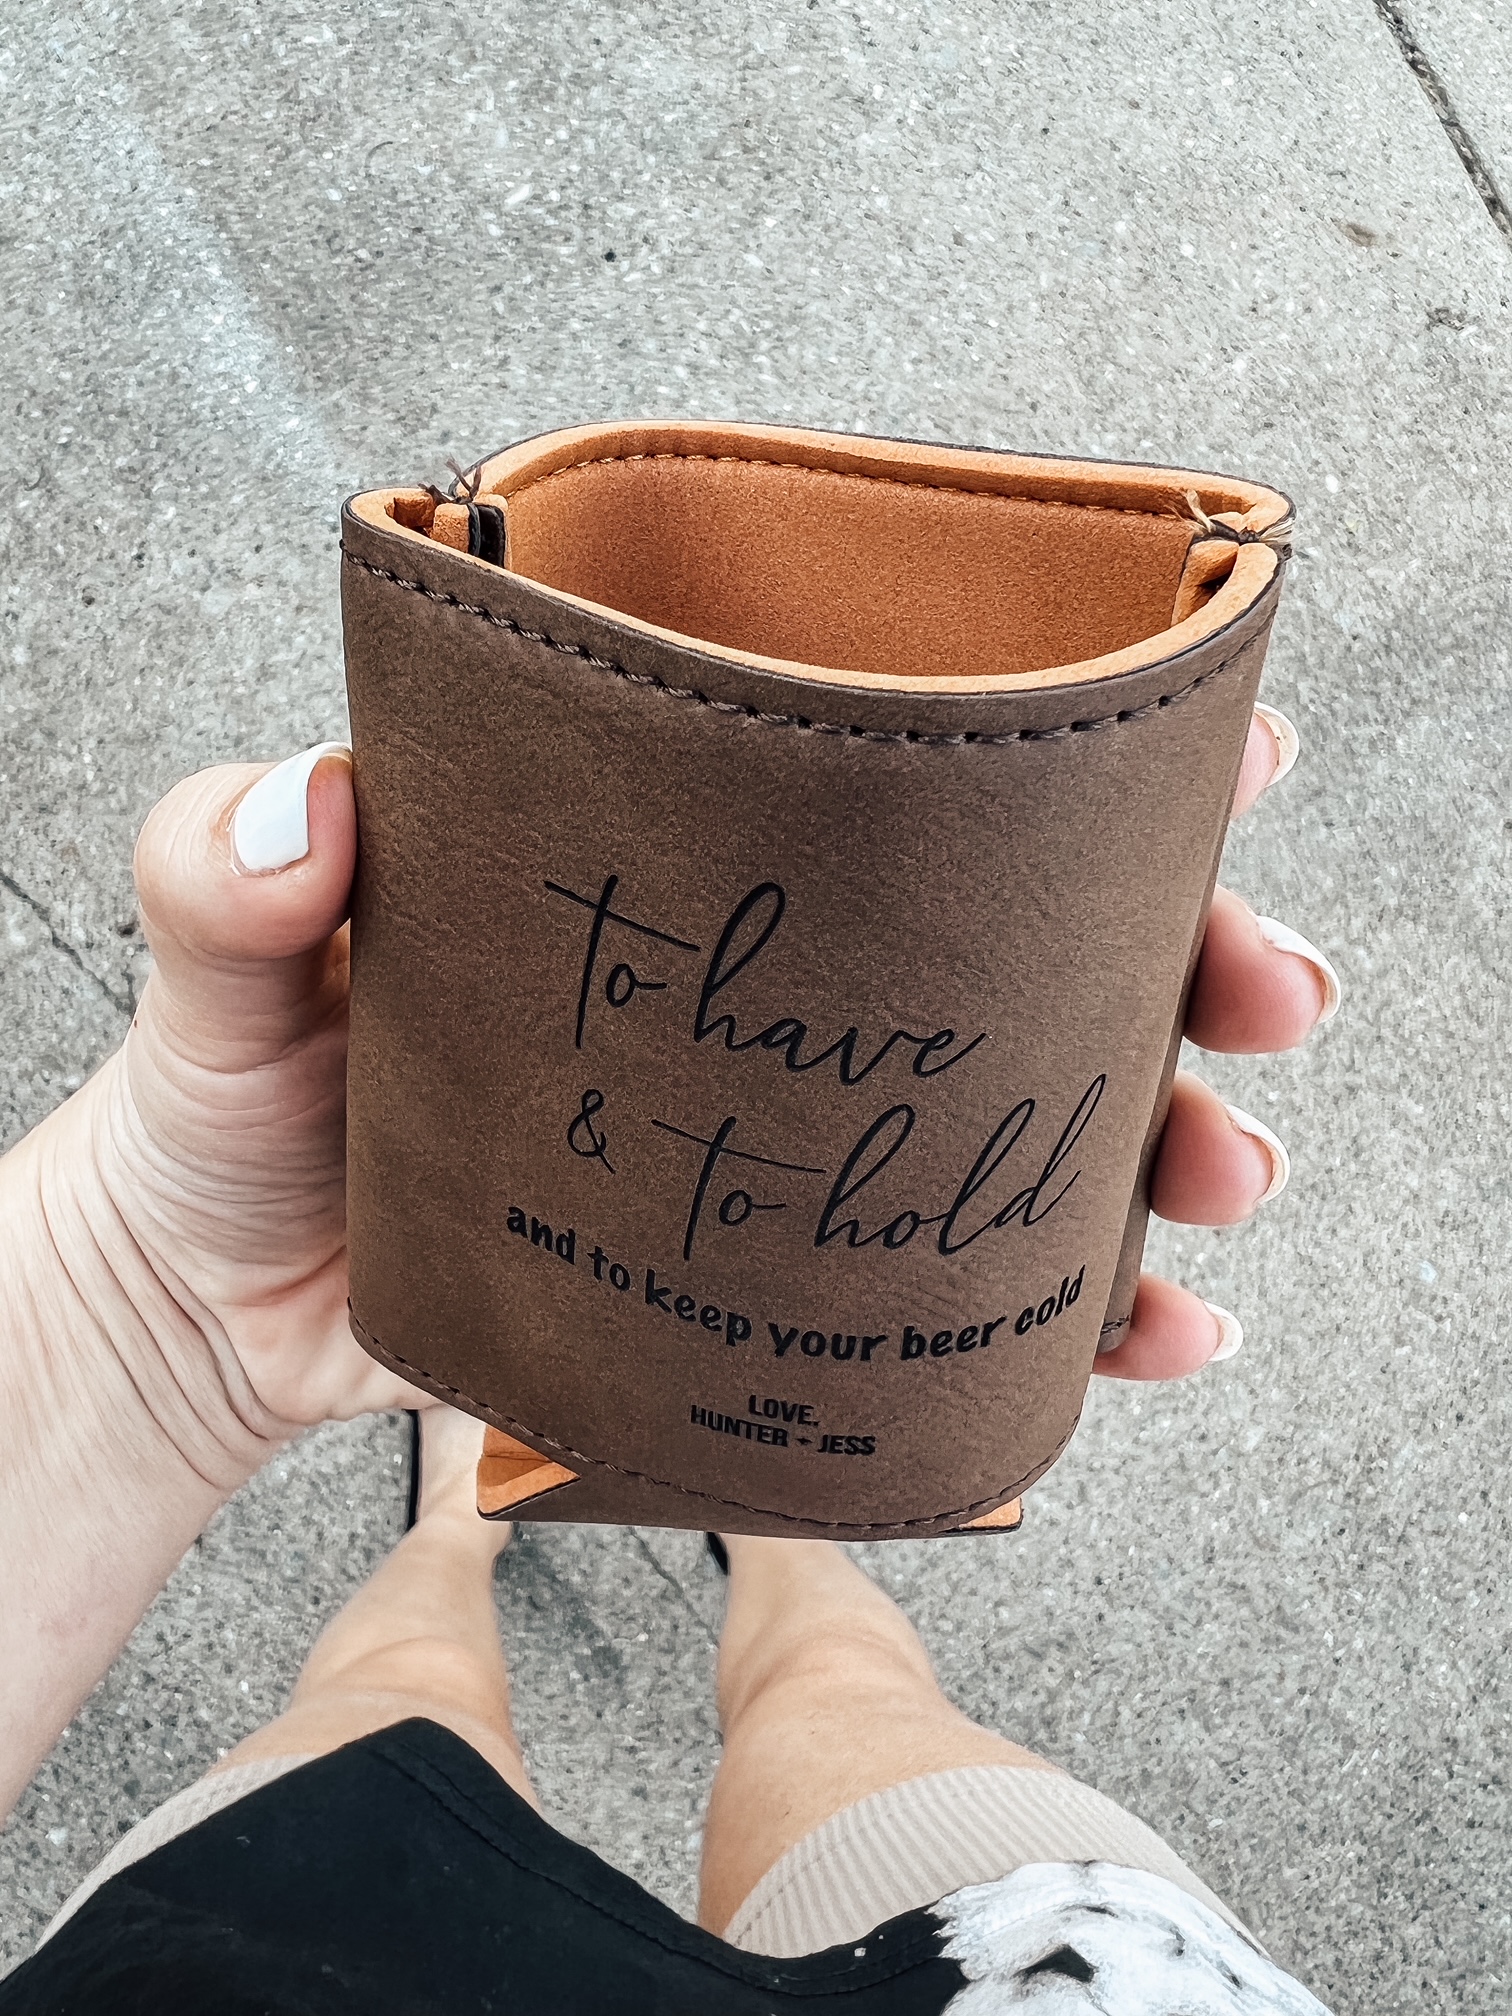 to have
& to hold
and to keep your beer cold
LOVE,
HUNTER + JESS